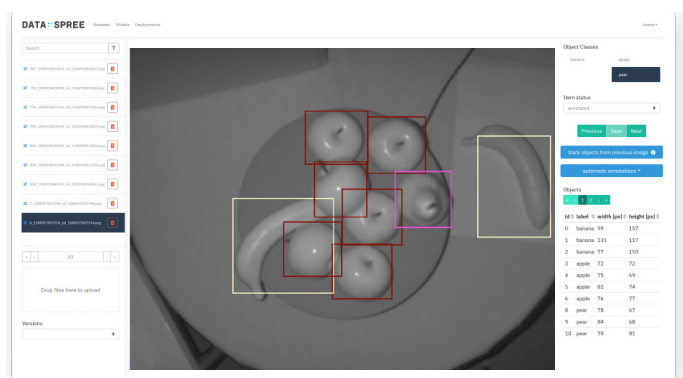 DATA SPREE
Datasets Models Deployments
demo
Search
53
Drop files here to upload
Versions
Object Classes
banana apple
pear
Item status
annotated
Previous Save Next
track objects from previous image
automatic annotations
Objects
« ‹ 1 2 › »
id label width [px] height [px]
0 banana 99 157
1 banana 131 117
2 banana 77 150
3 apple 72 72
4 apple 75 69
5 apple 82 74
6 apple 76 77
8 pear 78 67
9 pear 84 68
10 pear 70 81